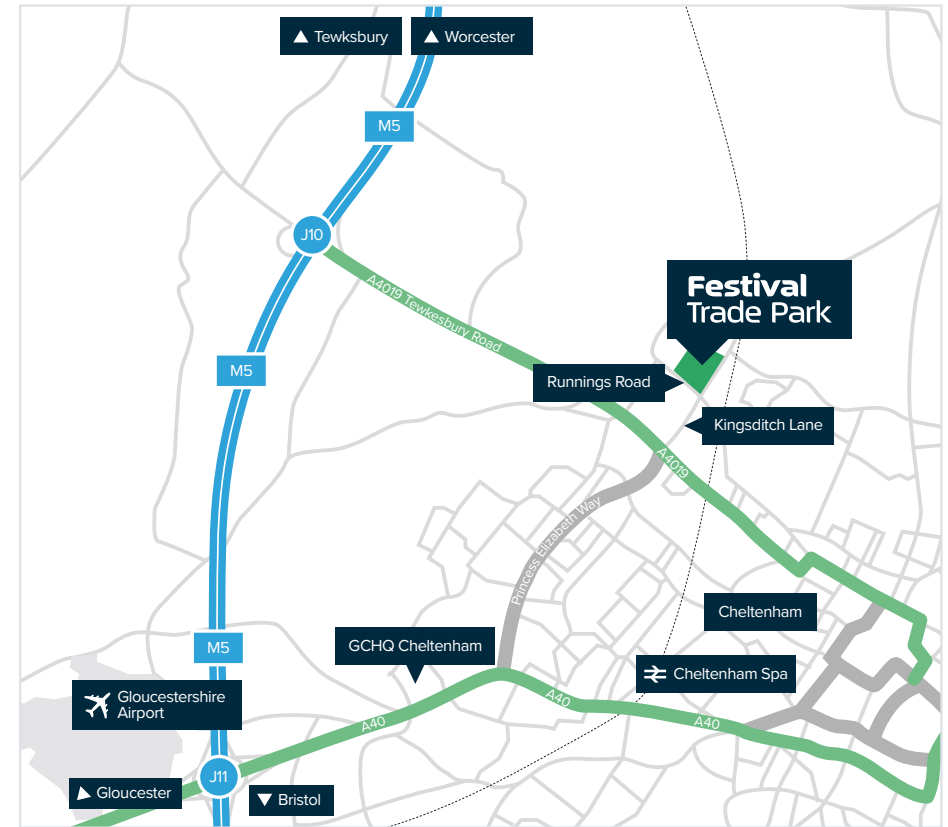 Tewksbury
Worcester
M5
J10
A4019 Tewkesbury Road
Festival
Trade Park
M5
Runnings Road
Kingsditch Lane
A4019
Princess Elizabeth Way
Cheltenham
M5
GCHQ Cheltenham
Cheltenham Spa
Gloucestershire
Airport
A40
A40
A40
J11
Gloucester
Bristol